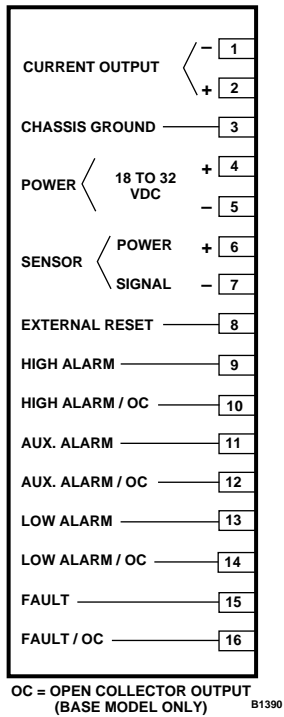 − 1
CURRENT OUTPUT
+ 2
CHASSIS GROUND 3
+ 4
POWER 18 TO 32
VDC
− 5
POWER + 6
SENSOR
SIGNAL − 7
EXTERNAL RESET 8
HIGH ALARM 9
HIGH ALARM / OC 10
AUX. ALARM 11
AUX. ALARM / OC 12
LOW ALARM 13
LOW ALARM / OC 14
FAULT 15
FAULT / OC 16
OC = OPEN COLLECTOR OUTPUT
(BASE MODEL ONLY) B1390